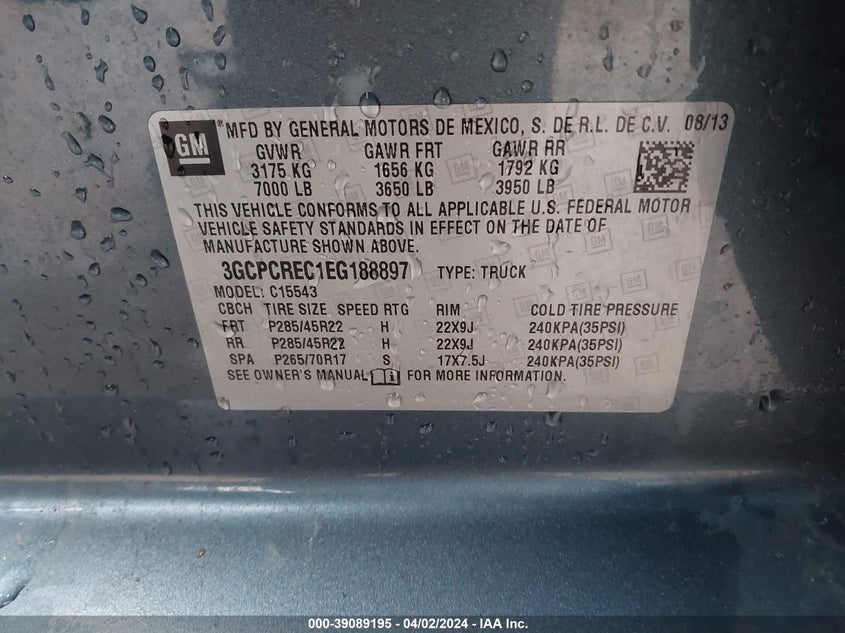 GM MFD BY GENERAL MOTORS DE MEXICO, S. DE R.L. DE C.V. 08/13
GVWR GAWR FRT GAWR RR
3175 KG 1656 KG 1792 KG
7000 LB 3650 LB 3950 LB
THIS VEHICLE CONFORMS TO ALL APPLICABLE U.S. FEDERAL MOTOR
VEHICLE SAFETY STANDARDS IN EFFECT ON THE DATE OF
MANUFACTURE SHOWN ABOVE.
3GCPCREC1EG188897 TYPE: TRUCK
MODEL: C15543
CBCH TIRE SIZE SPEED RTG RIM COLD TIRE PRESSURE
FRT P285/45R22 H 22X9J 240KPA(35PSI)
RR P285/45R22 H 22X9J 240KPA(35PSI)
SPA P265/70R17 S 17X7.5J 240KPA(35PSI)
SEE OWNER'S MANUAL FOR MORE INFORMATION.
000-39089195 - 04/02/2024 - IAA Inc.